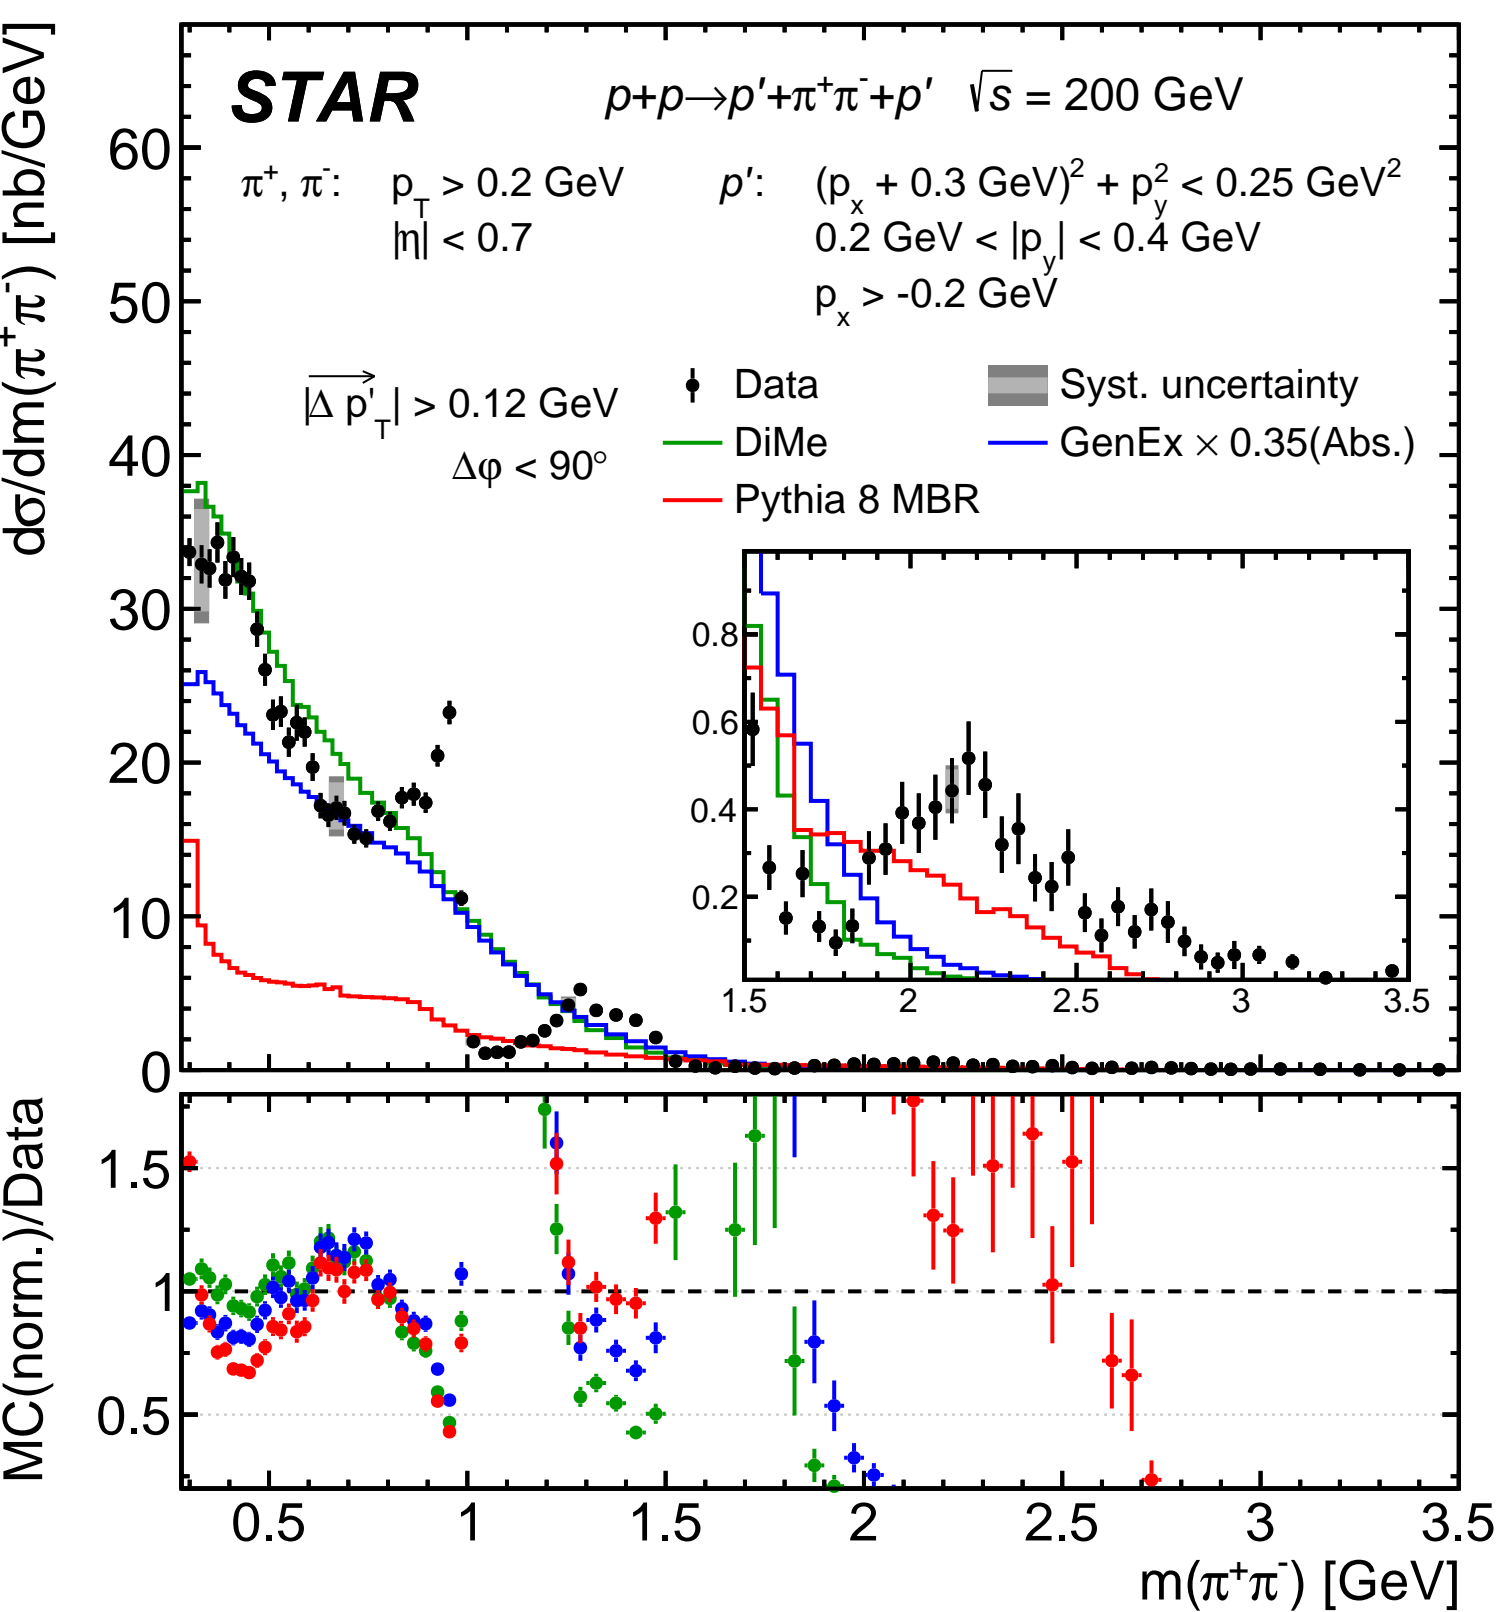 STAR
p+p→p′+π⁺π⁻+p′ √s = 200 GeV
π⁺, π⁻: p_T > 0.2 GeV
|η| < 0.7
p′: (p_x + 0.3 GeV)² + p_y² < 0.25 GeV²
0.2 GeV < |p_y| < 0.4 GeV
p_x > -0.2 GeV
|Δ p'_T| > 0.12 GeV
Δφ < 90°
Data
Syst. uncertainty
DiMe
GenEx × 0.35(Abs.)
Pythia 8 MBR
dσ/dm(π⁺π⁻) [nb/GeV]
60
50
40
30
20
10
0
0.8
0.6
0.4
0.2
1.5 2 2.5 3 3.5
MC(norm.)/Data
1.5
1
0.5
0.5 1 1.5 2 2.5 3 3.5
m(π⁺π⁻) [GeV]